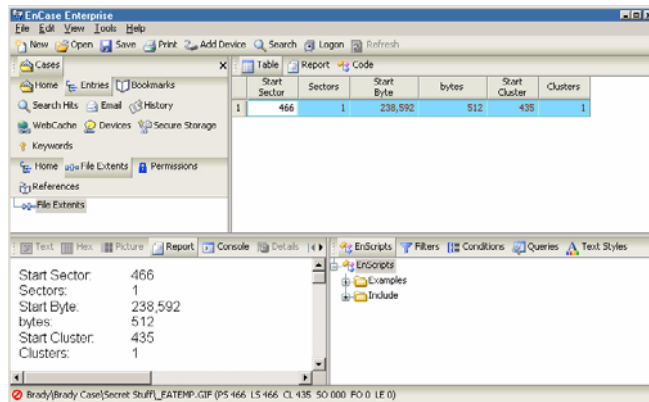 EnCase Enterprise
File Edit View Tools Help
New Open Save Print Add Device Search Logon Refresh
Cases
Home Entries Bookmarks
Search Hits Email History
WebCache Devices Secure Storage
Keywords
Home File Extents Permissions
References
File Extents
Table Report Code
Start Sector Sectors Start Byte bytes Start Cluster Clusters
1 466 1 238,592 512 435 1
Text Hex Picture Report Console Details
Start Sector: 466
Sectors: 1
Start Byte: 238,592
bytes: 512
Start Cluster: 435
Clusters: 1
EnScripts Filters Conditions Queries Text Styles
EnScripts
Examples
Include
Brady\Brady Case\Secret Stuff\_EATEMP.GIF (PS 466 LS 466 CL 435 SO 000 FO 0 LE 0)